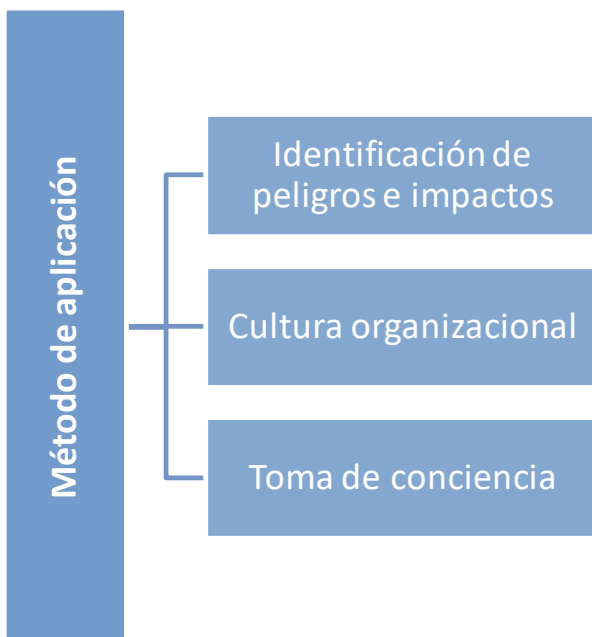 Método de aplicación
Identificación de
peligros e impactos
Cultura organizacional
Toma de conciencia